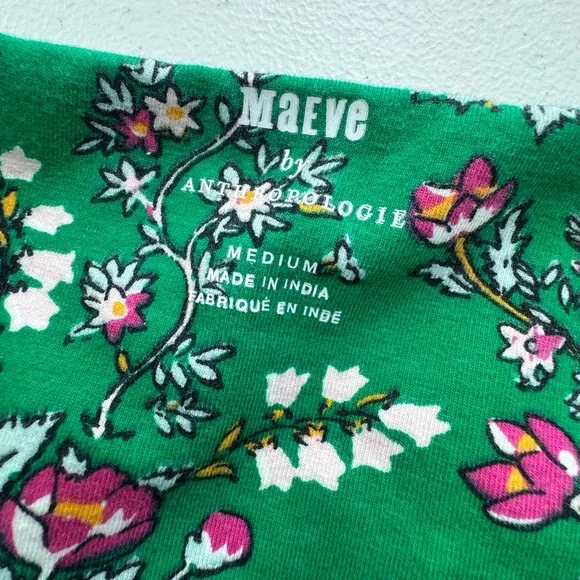 MaEVe
by
ANTHROPOLOGIE
MEDIUM
MADE IN INDIA
FABRIQUÉ EN INDE